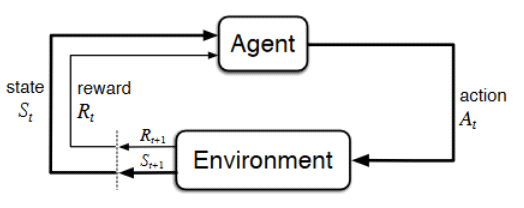 Agent
state
S_t
reward
R_t
action
A_t
R_{t+1}
S_{t+1}
Environment